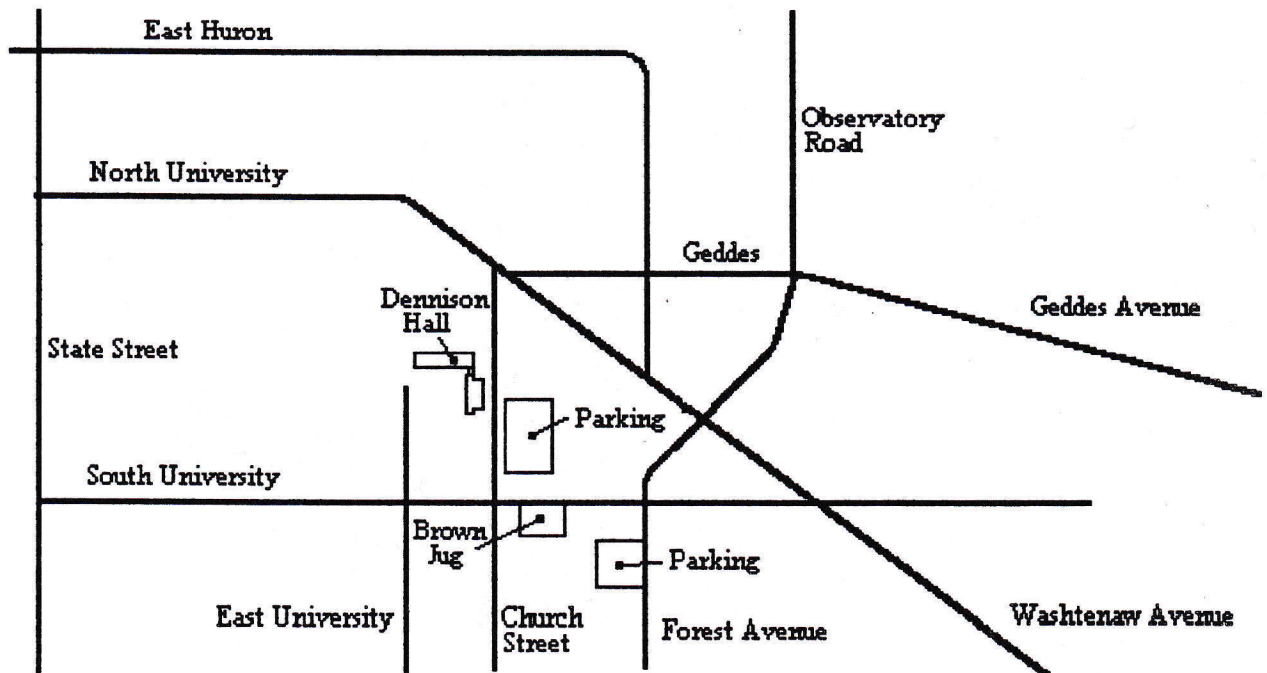 East Huron
Observatory
Road
North University
Geddes
Dennison
Hall
Geddes Avenue
State Street
Parking
South University
Brown
Jug
Parking
East University
Church
Street
Forest Avenue
Washtenaw Avenue